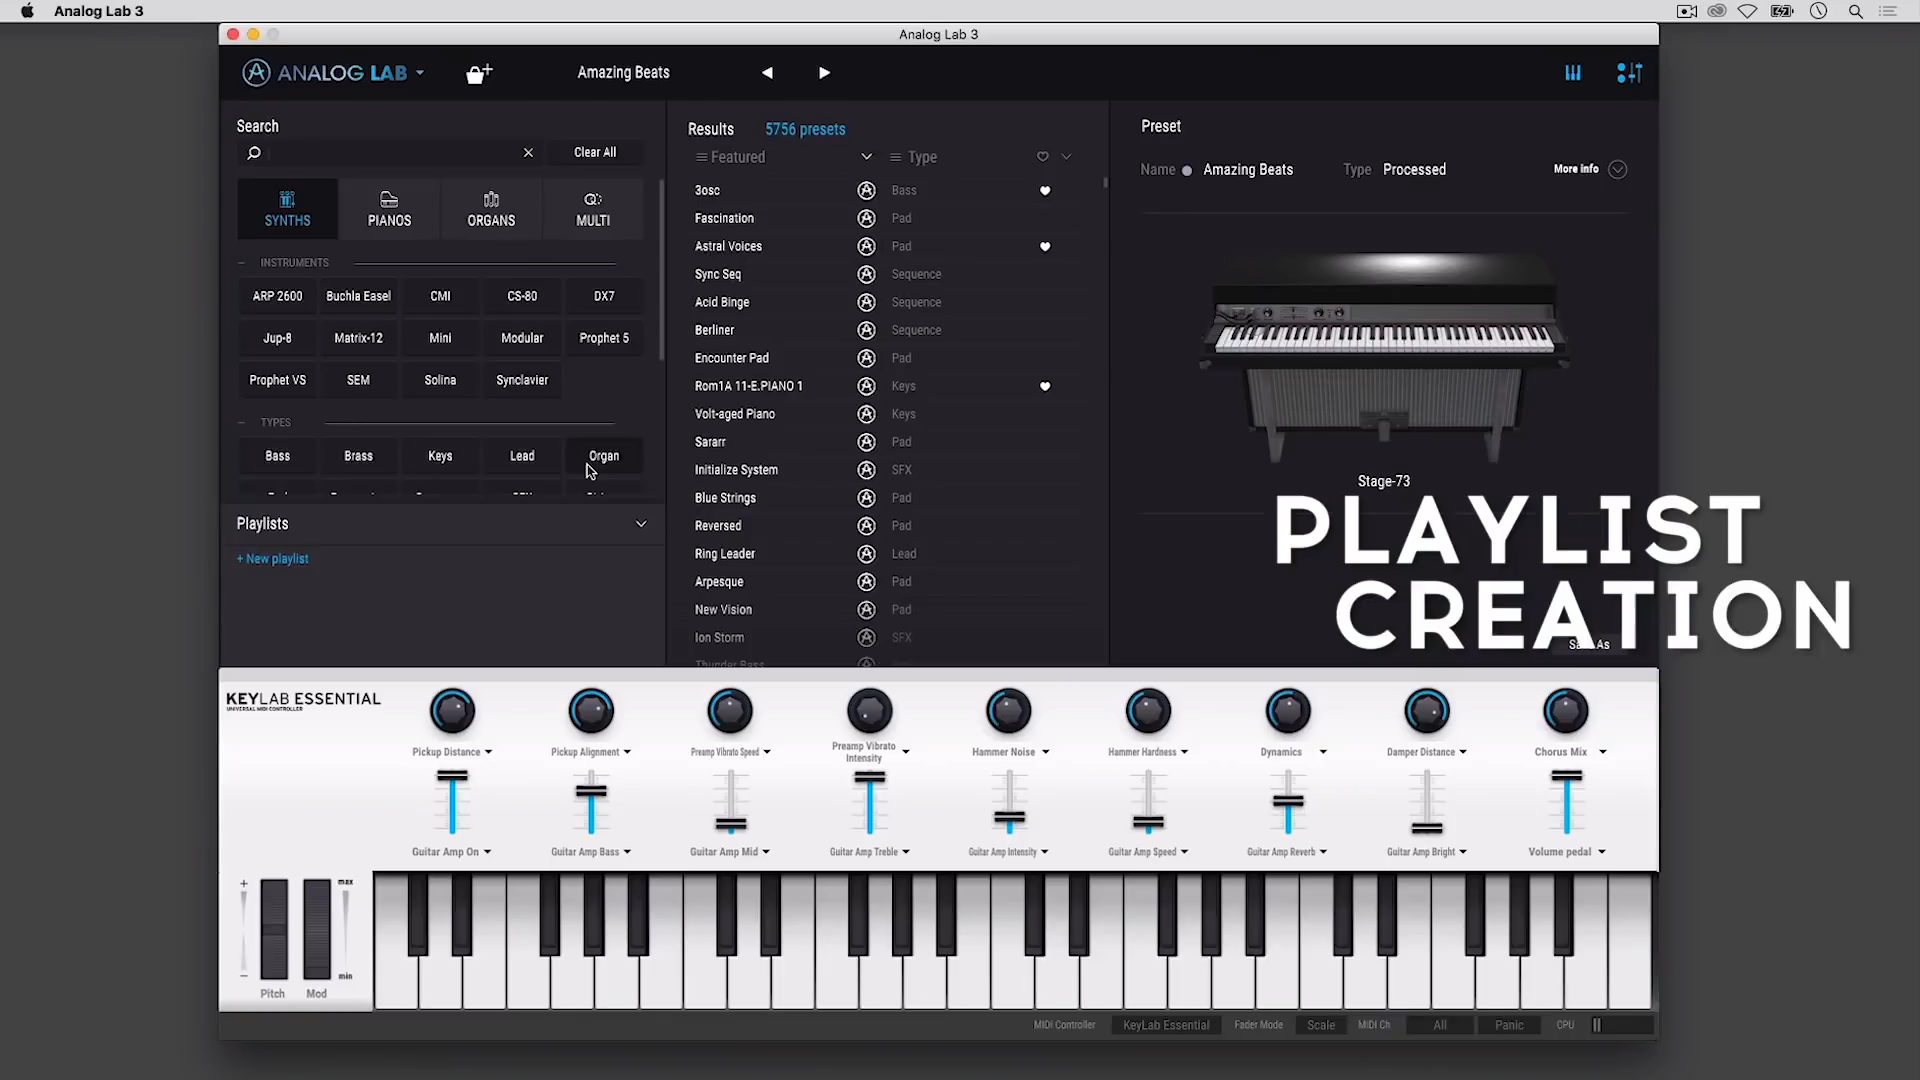 Analog Lab 3
Analog Lab 3
ANALOG LAB
Amazing Beats
Search
Clear All
SYNTHS
PIANOS
ORGANS
MULTI
INSTRUMENTS
ARP 2600
Buchla Easel
CMI
CS-80
DX7
Jup-8
Matrix-12
Mini
Modular
Prophet 5
Prophet VS
SEM
Solina
Synclavier
TYPES
Bass
Brass
Keys
Lead
Organ
Playlists
+ New playlist
Results 5756 presets
Featured Type
3osc Bass
Fascination Pad
Astral Voices Pad
Sync Seq Sequence
Acid Binge Sequence
Berliner Sequence
Encounter Pad Pad
Rom1A 11-E.PIANO 1 Keys
Volt-aged Piano Keys
Sararr Pad
Initialize System SFX
Blue Strings Pad
Reversed Pad
Ring Leader Lead
Arpesque Pad
New Vision Pad
Ion Storm SFX
Thunder Bass
Preset
Name Amazing Beats Type Processed More info
Stage-73
PLAYLIST
CREATION
KEYLAB ESSENTIAL
UNIVERSAL MIDI CONTROLLER
Pickup Distance
Pickup Alignment
Preamp Vibrato Speed
Preamp Vibrato
Intensity
Hammer Noise
Hammer Hardness
Dynamics
Damper Distance
Chorus Mix
Guitar Amp On
Guitar Amp Bass
Guitar Amp Mid
Guitar Amp Treble
Guitar Amp Intensity
Guitar Amp Speed
Guitar Amp Reverb
Guitar Amp Bright
Volume pedal
+
max
−
min
Pitch
Mod
MIDI Controller KeyLab Essential Fader Mode Scale MIDI Ch All Panic CPU